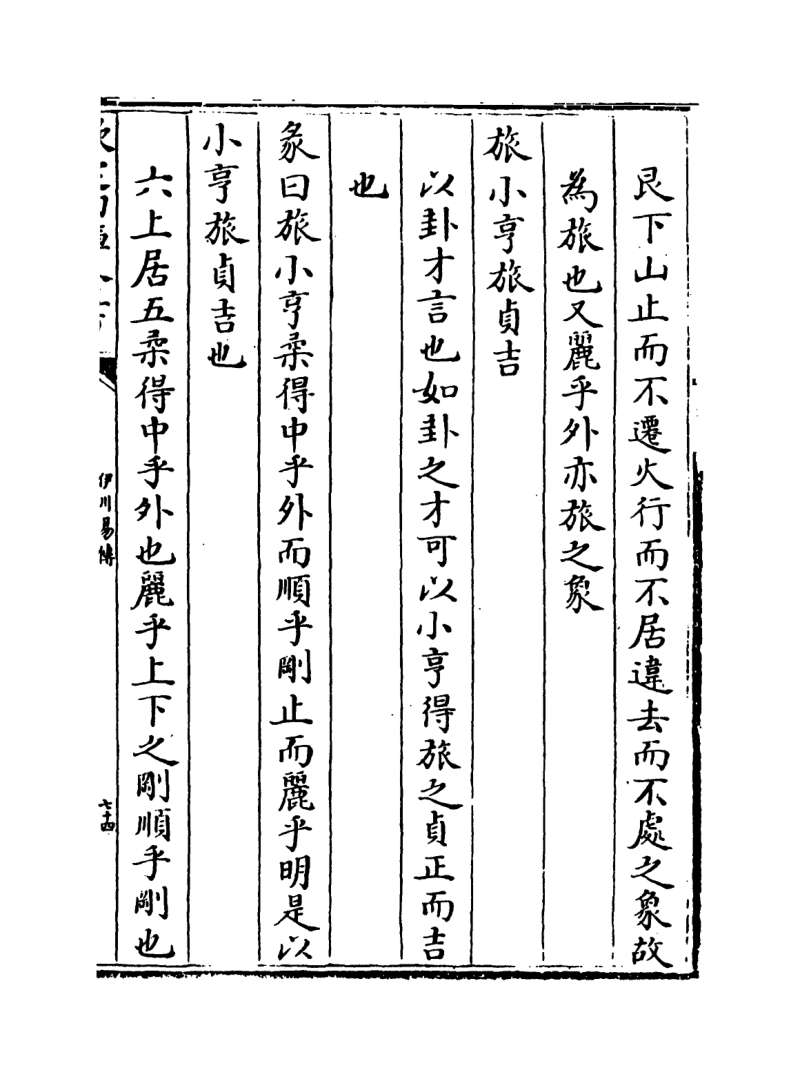 艮下山止而不遷火行而不居違去而不處之象故
為旅也又麗乎外亦旅之象
旅小亨旅貞吉
以卦才言也如卦之才可以小亨得旅之貞正而吉
也
彖曰旅小亨柔得中乎外而順乎剛止而麗乎明是以
小亨旅貞吉也
六上居五柔得中乎外也麗乎上下之剛順乎剛也
伊川易傳
七十四